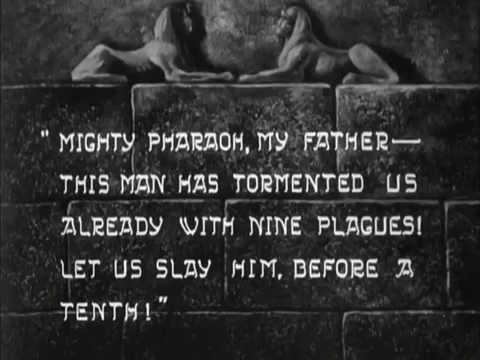 "MIGHTY PHARAOH, MY FATHER—
THIS MAN HAS TORMENTED US
ALREADY WITH NINE PLAGUES!
LET US SLAY HIM, BEFORE A
TENTH!"